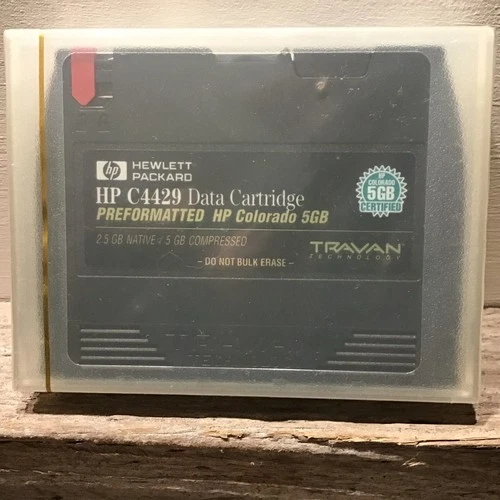 hp HEWLETT
PACKARD
HP C4429 Data Cartridge
PREFORMATTED HP Colorado 5GB
2.5 GB NATIVE / 5 GB COMPRESSED
- DO NOT BULK ERASE -
HP
COLORADO
5GB
CERTIFIED
TRAVAN
TECHNOLOGY